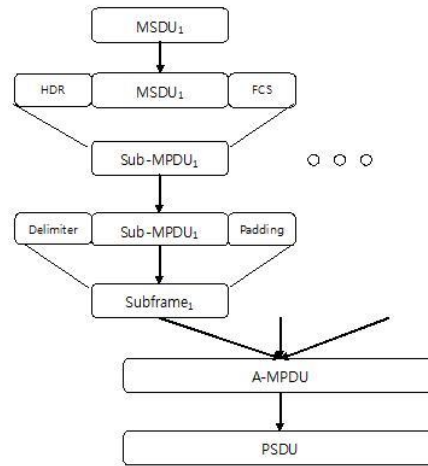 MSDU₁
HDR MSDU₁ FCS
Sub-MPDU₁
Delimiter Sub-MPDU₁ Padding
Subframe₁
A-MPDU
PSDU